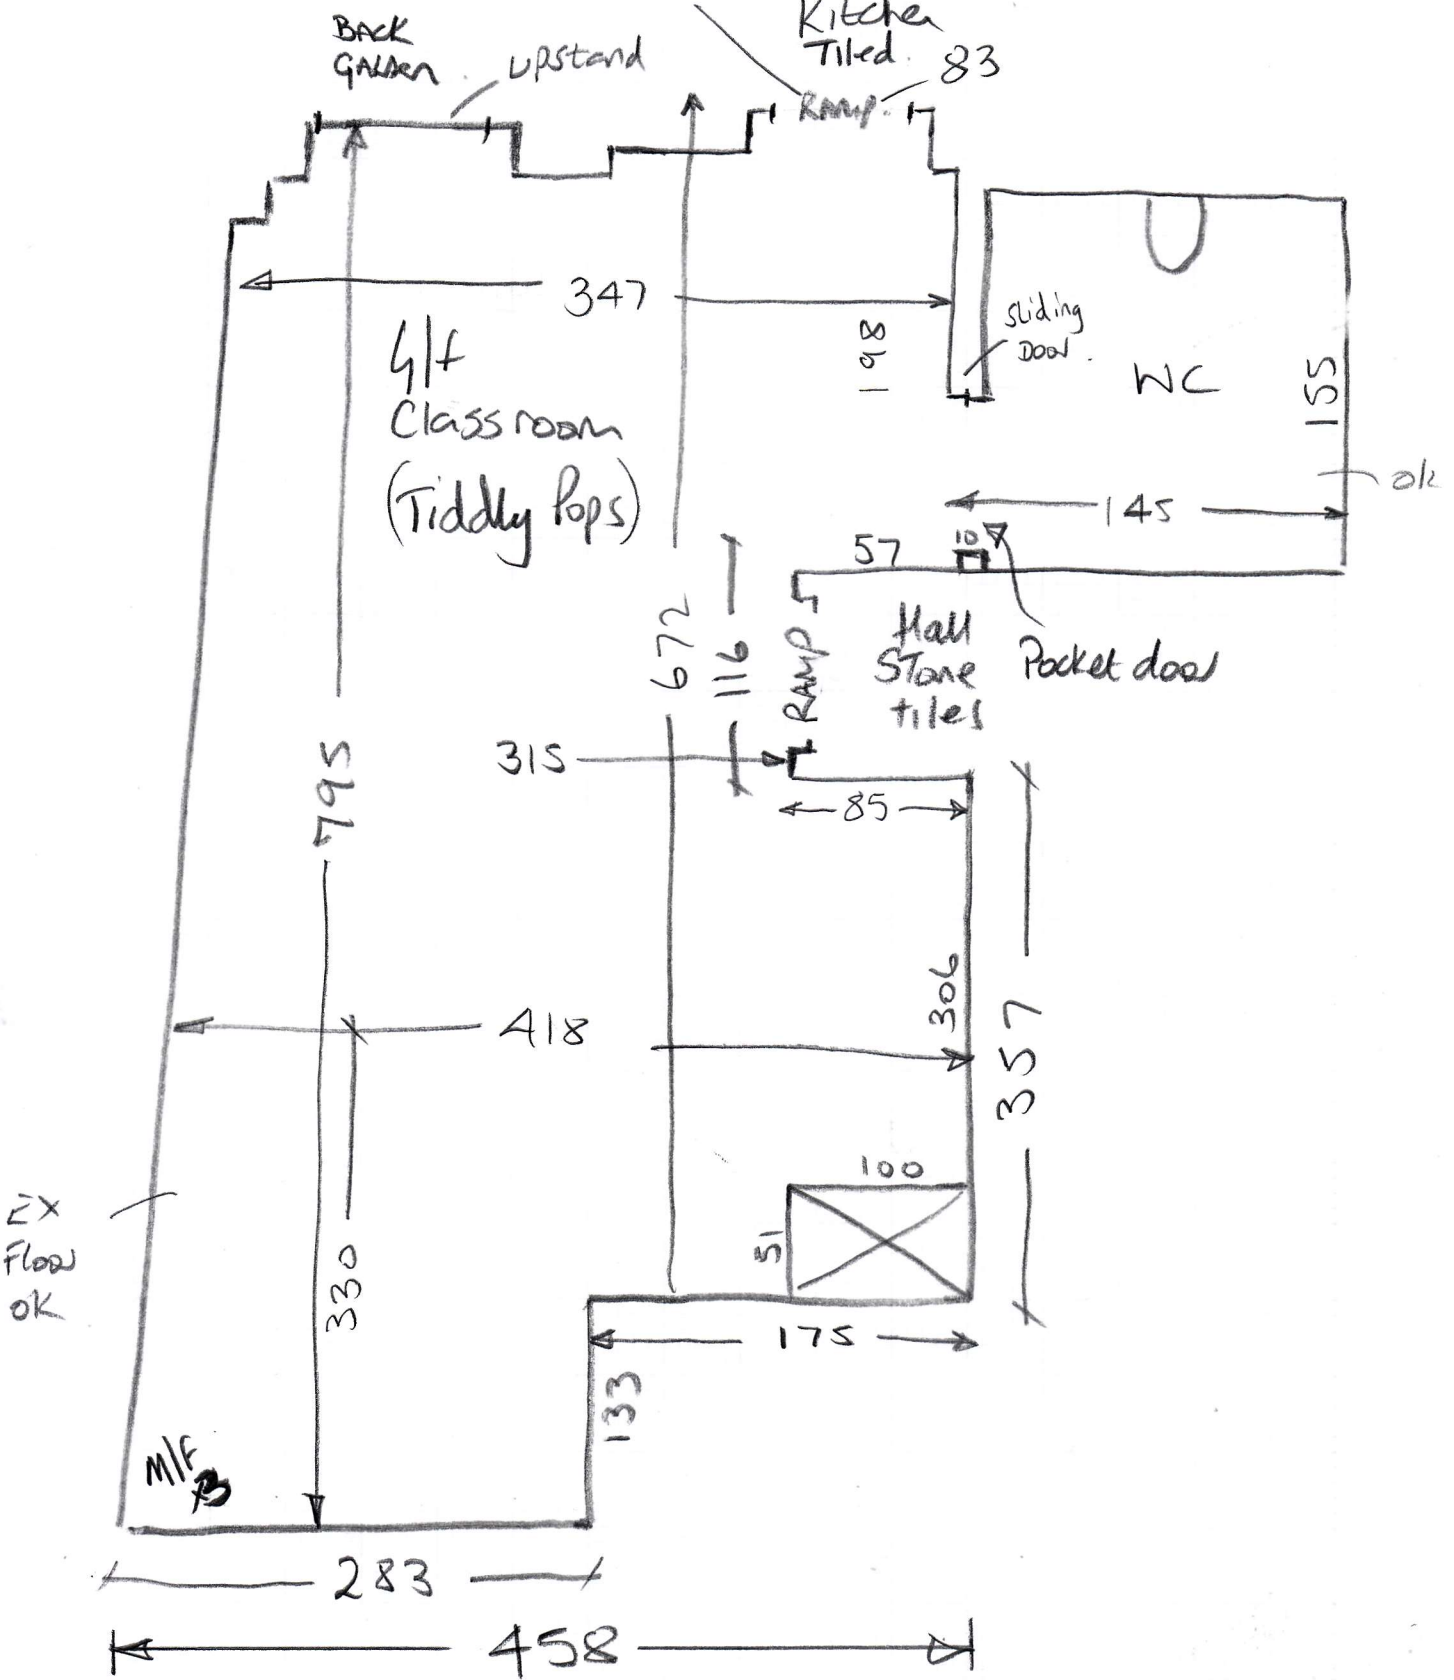 BACK
GARDEN
upstand
Kitchen
Tiled.
RAMP.
83
347
198
sliding
DOOR.
WC
155
ok
G/f
Classroom
(Tiddly Pops)
145
57
10
Hall
STone
tiles
Pocket door
RAMP
672
116
795
315
85
418
306
357
100
51
EX
Floor
OK
330
175
133
M/F
283
458